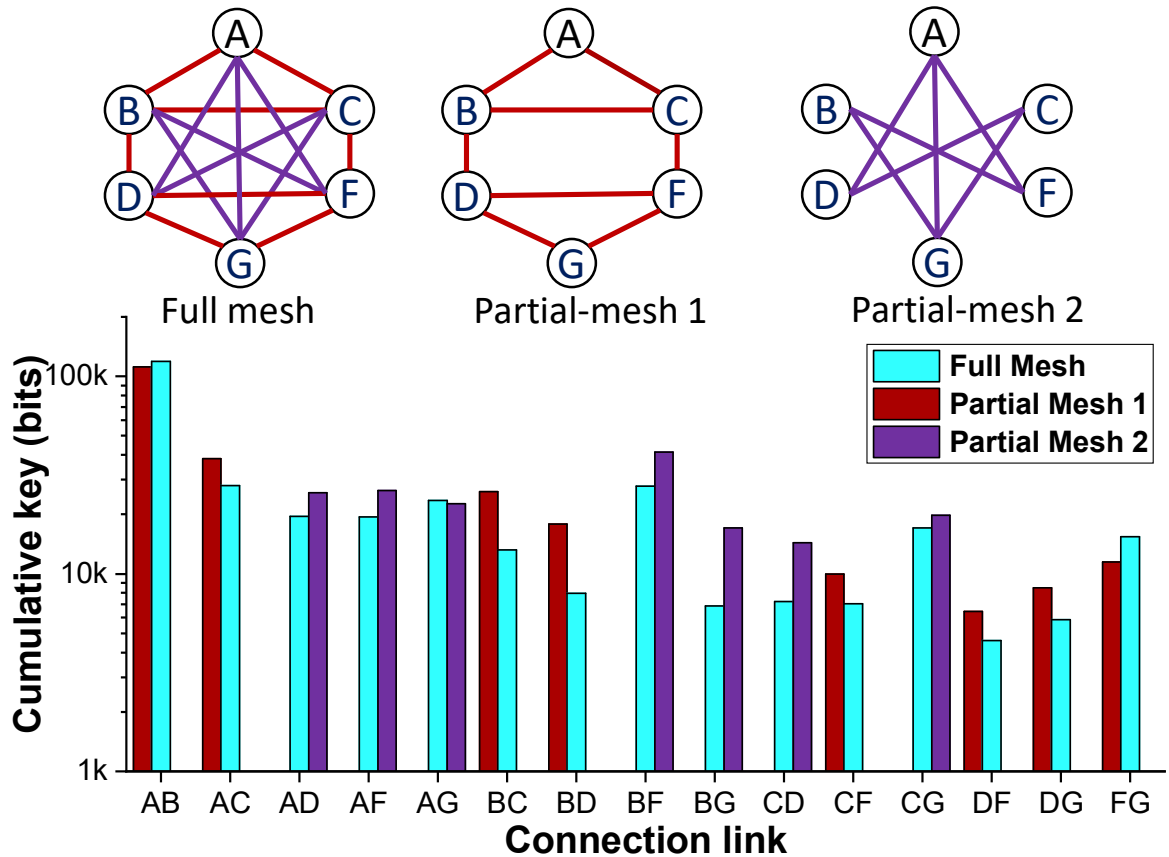 A A A
B C B C B C
D F D F D F
G G G
Full mesh Partial-mesh 1 Partial-mesh 2
Cumulative key (bits)
100k
10k
1k
Full Mesh
Partial Mesh 1
Partial Mesh 2
AB AC AD AF AG BC BD BF BG CD CF CG DF DG FG
Connection link